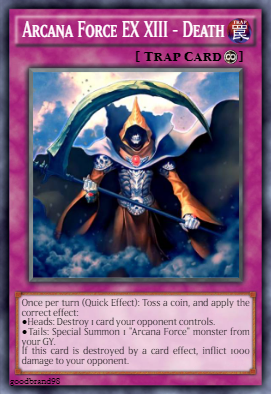 Arcana Force EX XIII - Death
TRAP
罠
[ Trap Card ]
Once per turn (Quick Effect): Toss a coin, and apply the
correct effect:
●Heads: Destroy 1 card your opponent controls.
●Tails: Special Summon 1 "Arcana Force" monster from
your GY.
If this card is destroyed by a card effect, inflict 1000
damage to your opponent.
goodbrand98